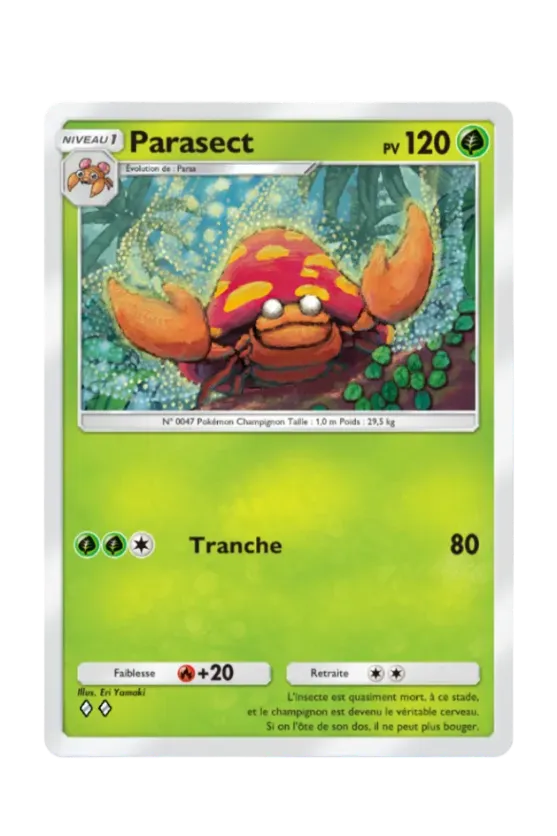 NIVEAU 1 Parasect PV 120
Évolution de : Paras
N° 0047 Pokémon Champignon Taille : 1,0 m Poids : 29,5 kg
Tranche 80
Faiblesse +20 Retraite
Illus. Eri Yamaki
L'insecte est quasiment mort, à ce stade,
et le champignon est devenu le véritable cerveau.
Si on l'ôte de son dos, il ne peut plus bouger.